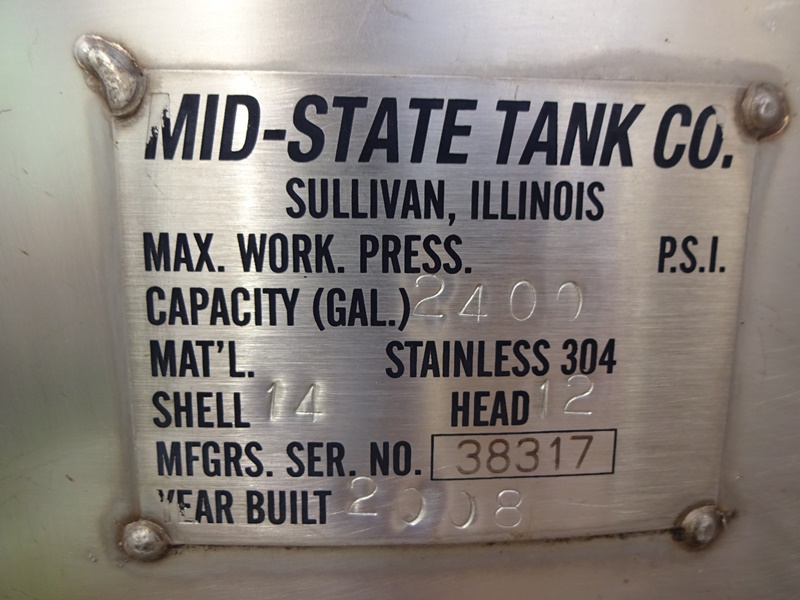 MID-STATE TANK CO.
SULLIVAN, ILLINOIS
MAX. WORK. PRESS. P.S.I.
CAPACITY (GAL.) 2400
MAT'L. STAINLESS 304
SHELL 14 HEAD 12
MFGRS. SER. NO. 38317
YEAR BUILT 2008